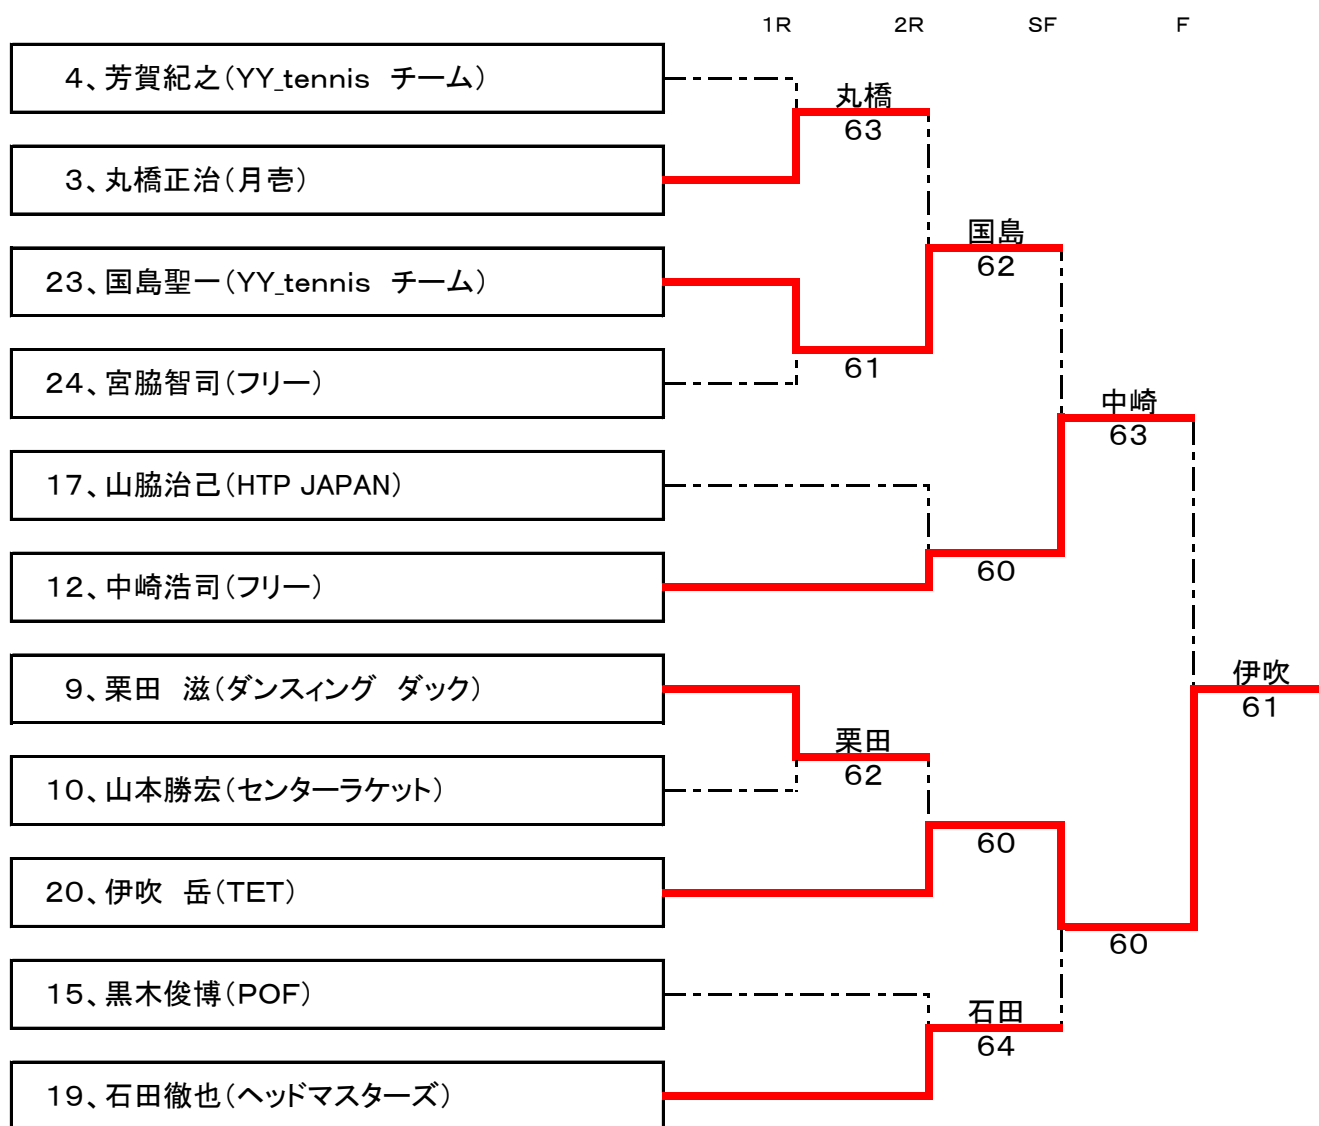 1R 2R SF F
4、芳賀紀之(YY_tennis チーム)
丸橋
63
3、丸橋正治(月壱)
国島
62
23、国島聖一(YY_tennis チーム)
61
24、宮脇智司(フリー)
中崎
63
17、山脇治己(HTP JAPAN)
60
12、中崎浩司(フリー)
伊吹
61
9、栗田 滋(ダンスィング ダック)
栗田
62
10、山本勝宏(センターラケット)
60
20、伊吹 岳(TET)
60
15、黒木俊博(POF)
石田
64
19、石田徹也(ヘッドマスターズ)